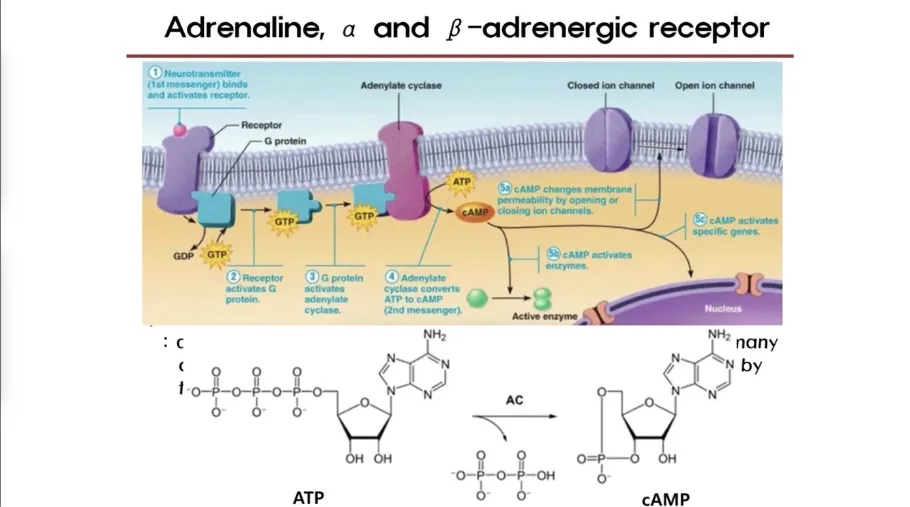 Adrenaline, α and β-adrenergic receptor
① Neurotransmitter
(1st messenger) binds
and activates receptor.
Receptor
G protein
Adenylate cyclase
Closed ion channel
Open ion channel
ATP
cAMP
GTP
GTP
GDP
GTP
② Receptor
activates G
protein.
③ G protein
activates
adenylate
cyclase.
④ Adenylate
cyclase converts
ATP to cAMP
(2nd messenger).
5a cAMP changes membrane
permeability by opening or
closing ion channels.
5b cAMP activates
enzymes.
5c cAMP activates
specific genes.
Active enzyme
Nucleus
:
by
NH₂
N
N
N
N
O
O
O
⁻O-P-O-P-O-P-O
O⁻
O⁻
O⁻
O
OH OH
ATP
AC
O
O
⁻O-P-O-P-OH
O⁻
O⁻
NH₂
N
N
N
N
O
O
O=P-O
O⁻
OH
cAMP